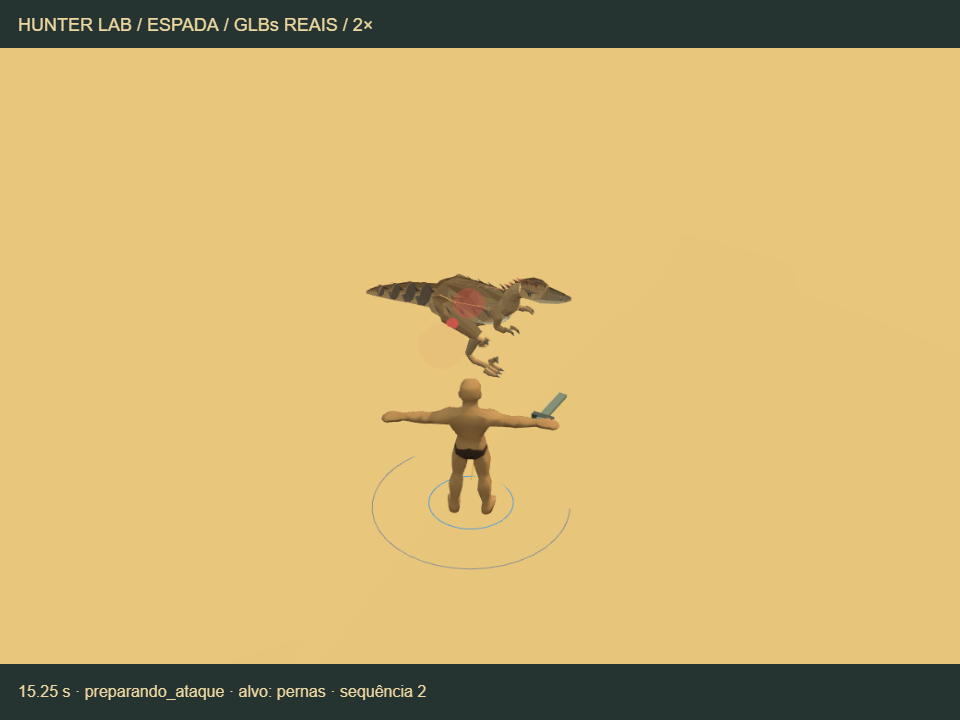 HUNTER LAB / ESPADA / GLBs REAIS / 2×
15.25 s · preparando_ataque · alvo: pernas · sequência 2